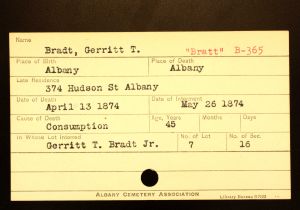 Name
Bradt, Gerritt T. "Bratt" B-365
Place of Birth Place of Death
Albany Albany
Late Residence
374 Hudson St Albany
Date of Death Date of Interment
April 13 1874 May 26 1874
Cause of Death Age, Years Months Days
Consumption 45
In Whose Lot Interred No. of Lot No. of Sec.
Gerritt T. Bradt Jr. 7 16
ALBANY CEMETERY ASSOCIATION
Library Bureau